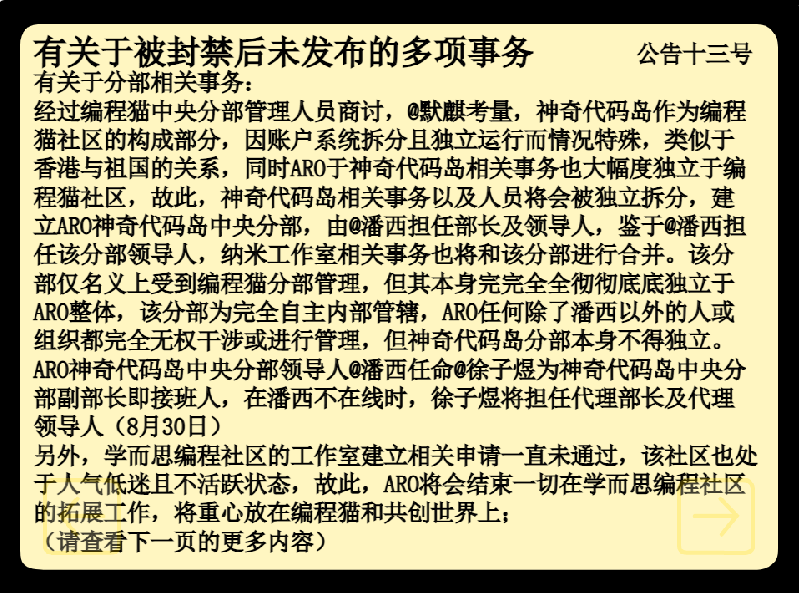 有关于被封禁后未发布的多项事务
公告十三号
有关于分部相关事务：
经过编程猫中央分部管理人员商讨，@默麒考量，神奇代码岛作为编程
猫社区的构成部分，因账户系统拆分且独立运行而情况特殊，类似于
香港与祖国的关系，同时ARO于神奇代码岛相关事务也大幅度独立于编
程猫社区，故此，神奇代码岛相关事务以及人员将会被独立拆分，建
立ARO神奇代码岛中央分部，由@潘西担任部长及领导人，鉴于@潘西担
任该分部领导人，纳米工作室相关事务也将和该分部进行合并。该分
部仅名义上受到编程猫分部管理，但其本身完完全全彻彻底底独立于
ARO整体，该分部为完全自主内部管辖，ARO任何除了潘西以外的人或
组织都完全无权干涉或进行管理，但神奇代码岛分部本身不得独立。
ARO神奇代码岛中央分部领导人@潘西任命@徐子煜为神奇代码岛中央分
部副部长即接班人，在潘西不在线时，徐子煜将担任代理部长及代理
领导人（8月30日）
另外，学而思编程社区的工作室建立相关申请一直未通过，该社区也处
于人气低迷且不活跃状态，故此，ARO将会结束一切在学而思编程社区
的拓展工作，将重心放在编程猫和共创世界上；
（请查看下一页的更多内容）